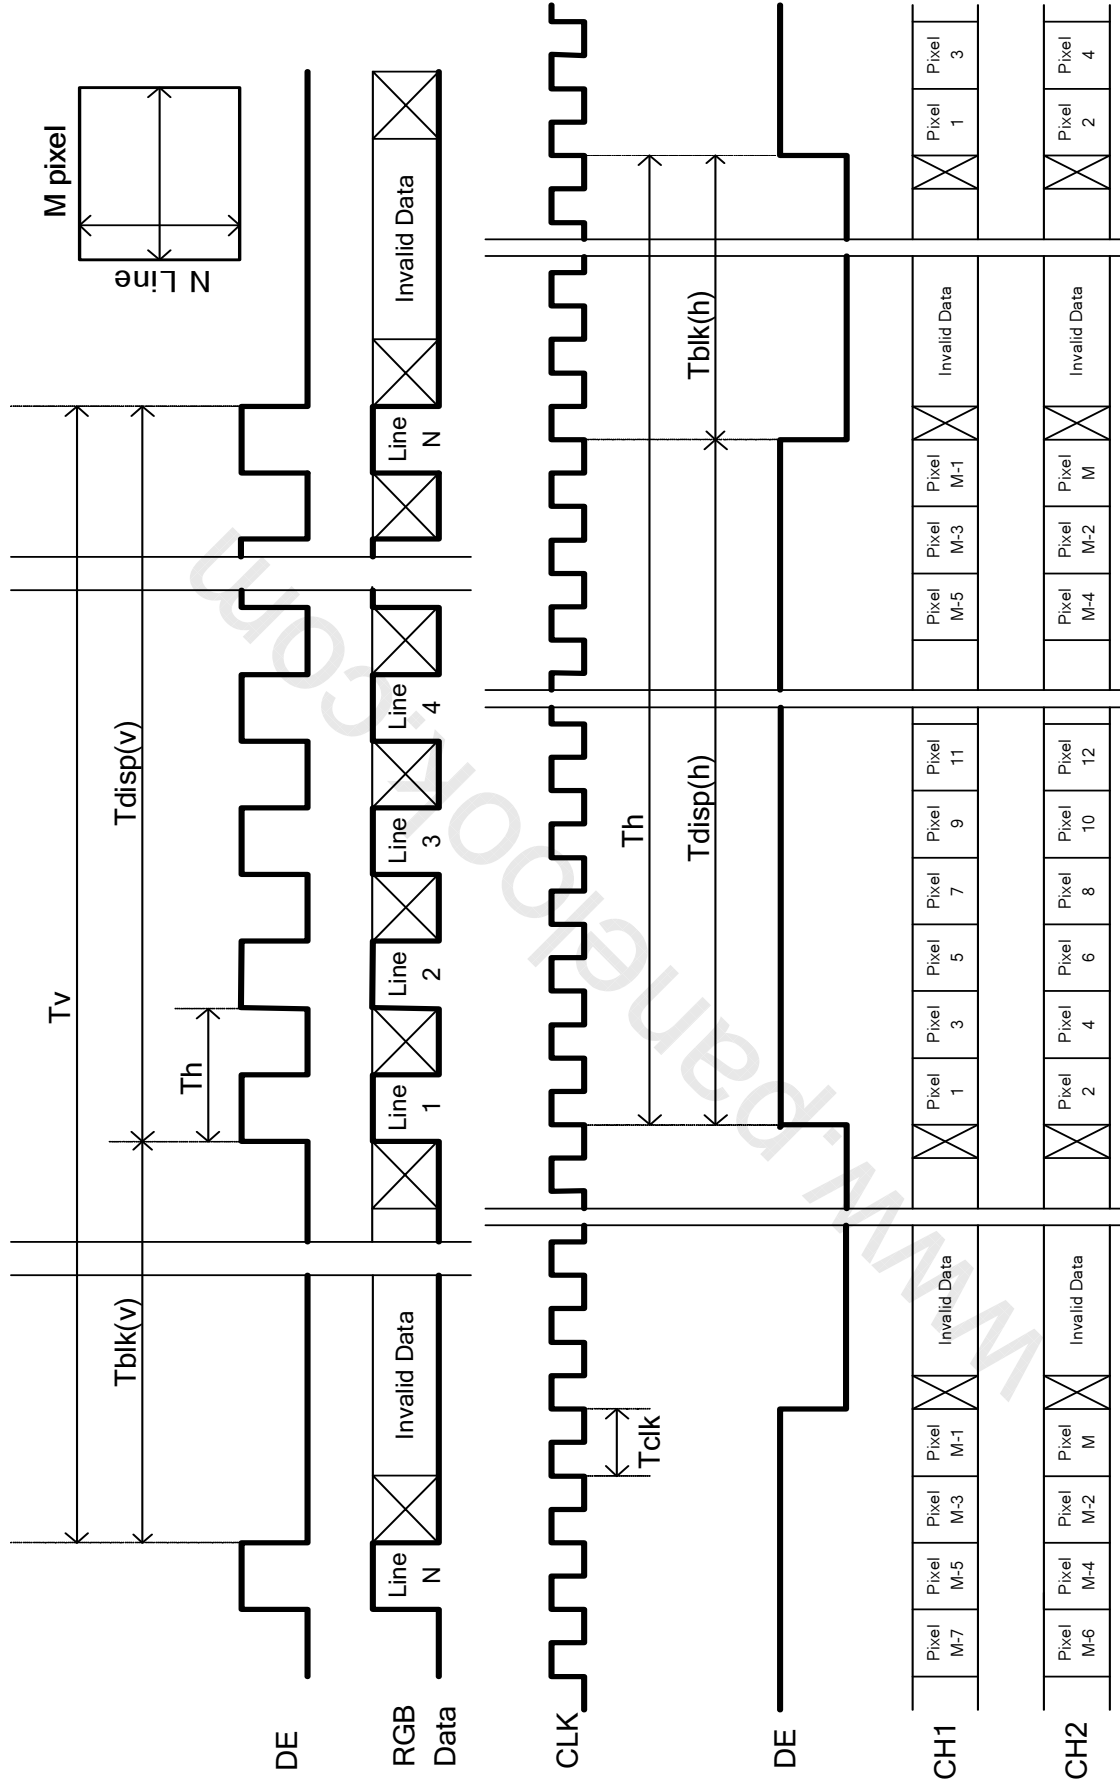 M pixel
N Line
Tv
Tblk(v)
Tdisp(v)
Th
DE
RGB
Data
Line
N
Invalid Data
Line
1
Line
2
Line
3
Line
4
Line
N
Invalid Data
CLK
Tclk
Th
Tdisp(h)
Tblk(h)
DE
CH1
Pixel
M-7
Pixel
M-5
Pixel
M-3
Pixel
M-1
Invalid Data
Pixel
1
Pixel
3
Pixel
5
Pixel
7
Pixel
9
Pixel
11
Pixel
M-5
Pixel
M-3
Pixel
M-1
Invalid Data
Pixel
1
Pixel
3
CH2
Pixel
M-6
Pixel
M-4
Pixel
M-2
Pixel
M
Invalid Data
Pixel
2
Pixel
4
Pixel
6
Pixel
8
Pixel
10
Pixel
12
Pixel
M-4
Pixel
M-2
Pixel
M
Invalid Data
Pixel
2
Pixel
4
www.panelook.com